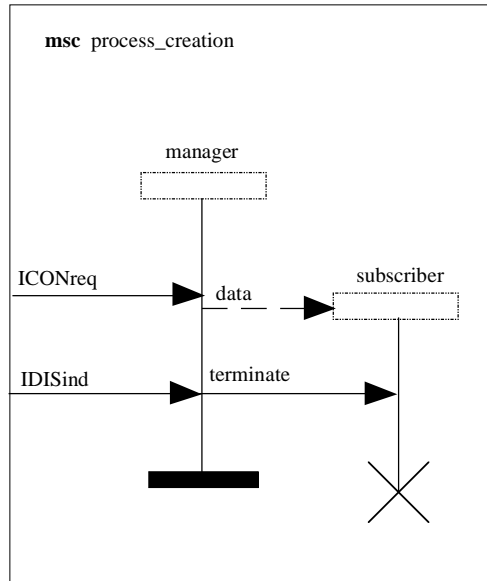 msc process_creation
manager
ICONreq
data
subscriber
IDISind
terminate